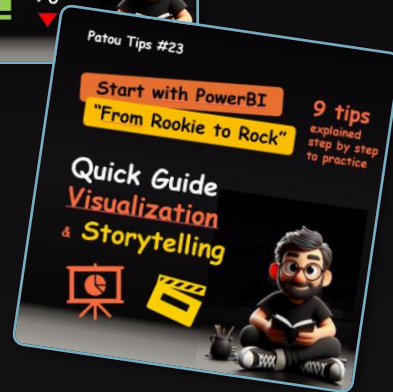 Patou Tips #23
Start with PowerBI
"From Rookie to Rock"
9 tips
explained
step by step
to practice
Quick Guide
Visualization
& Storytelling